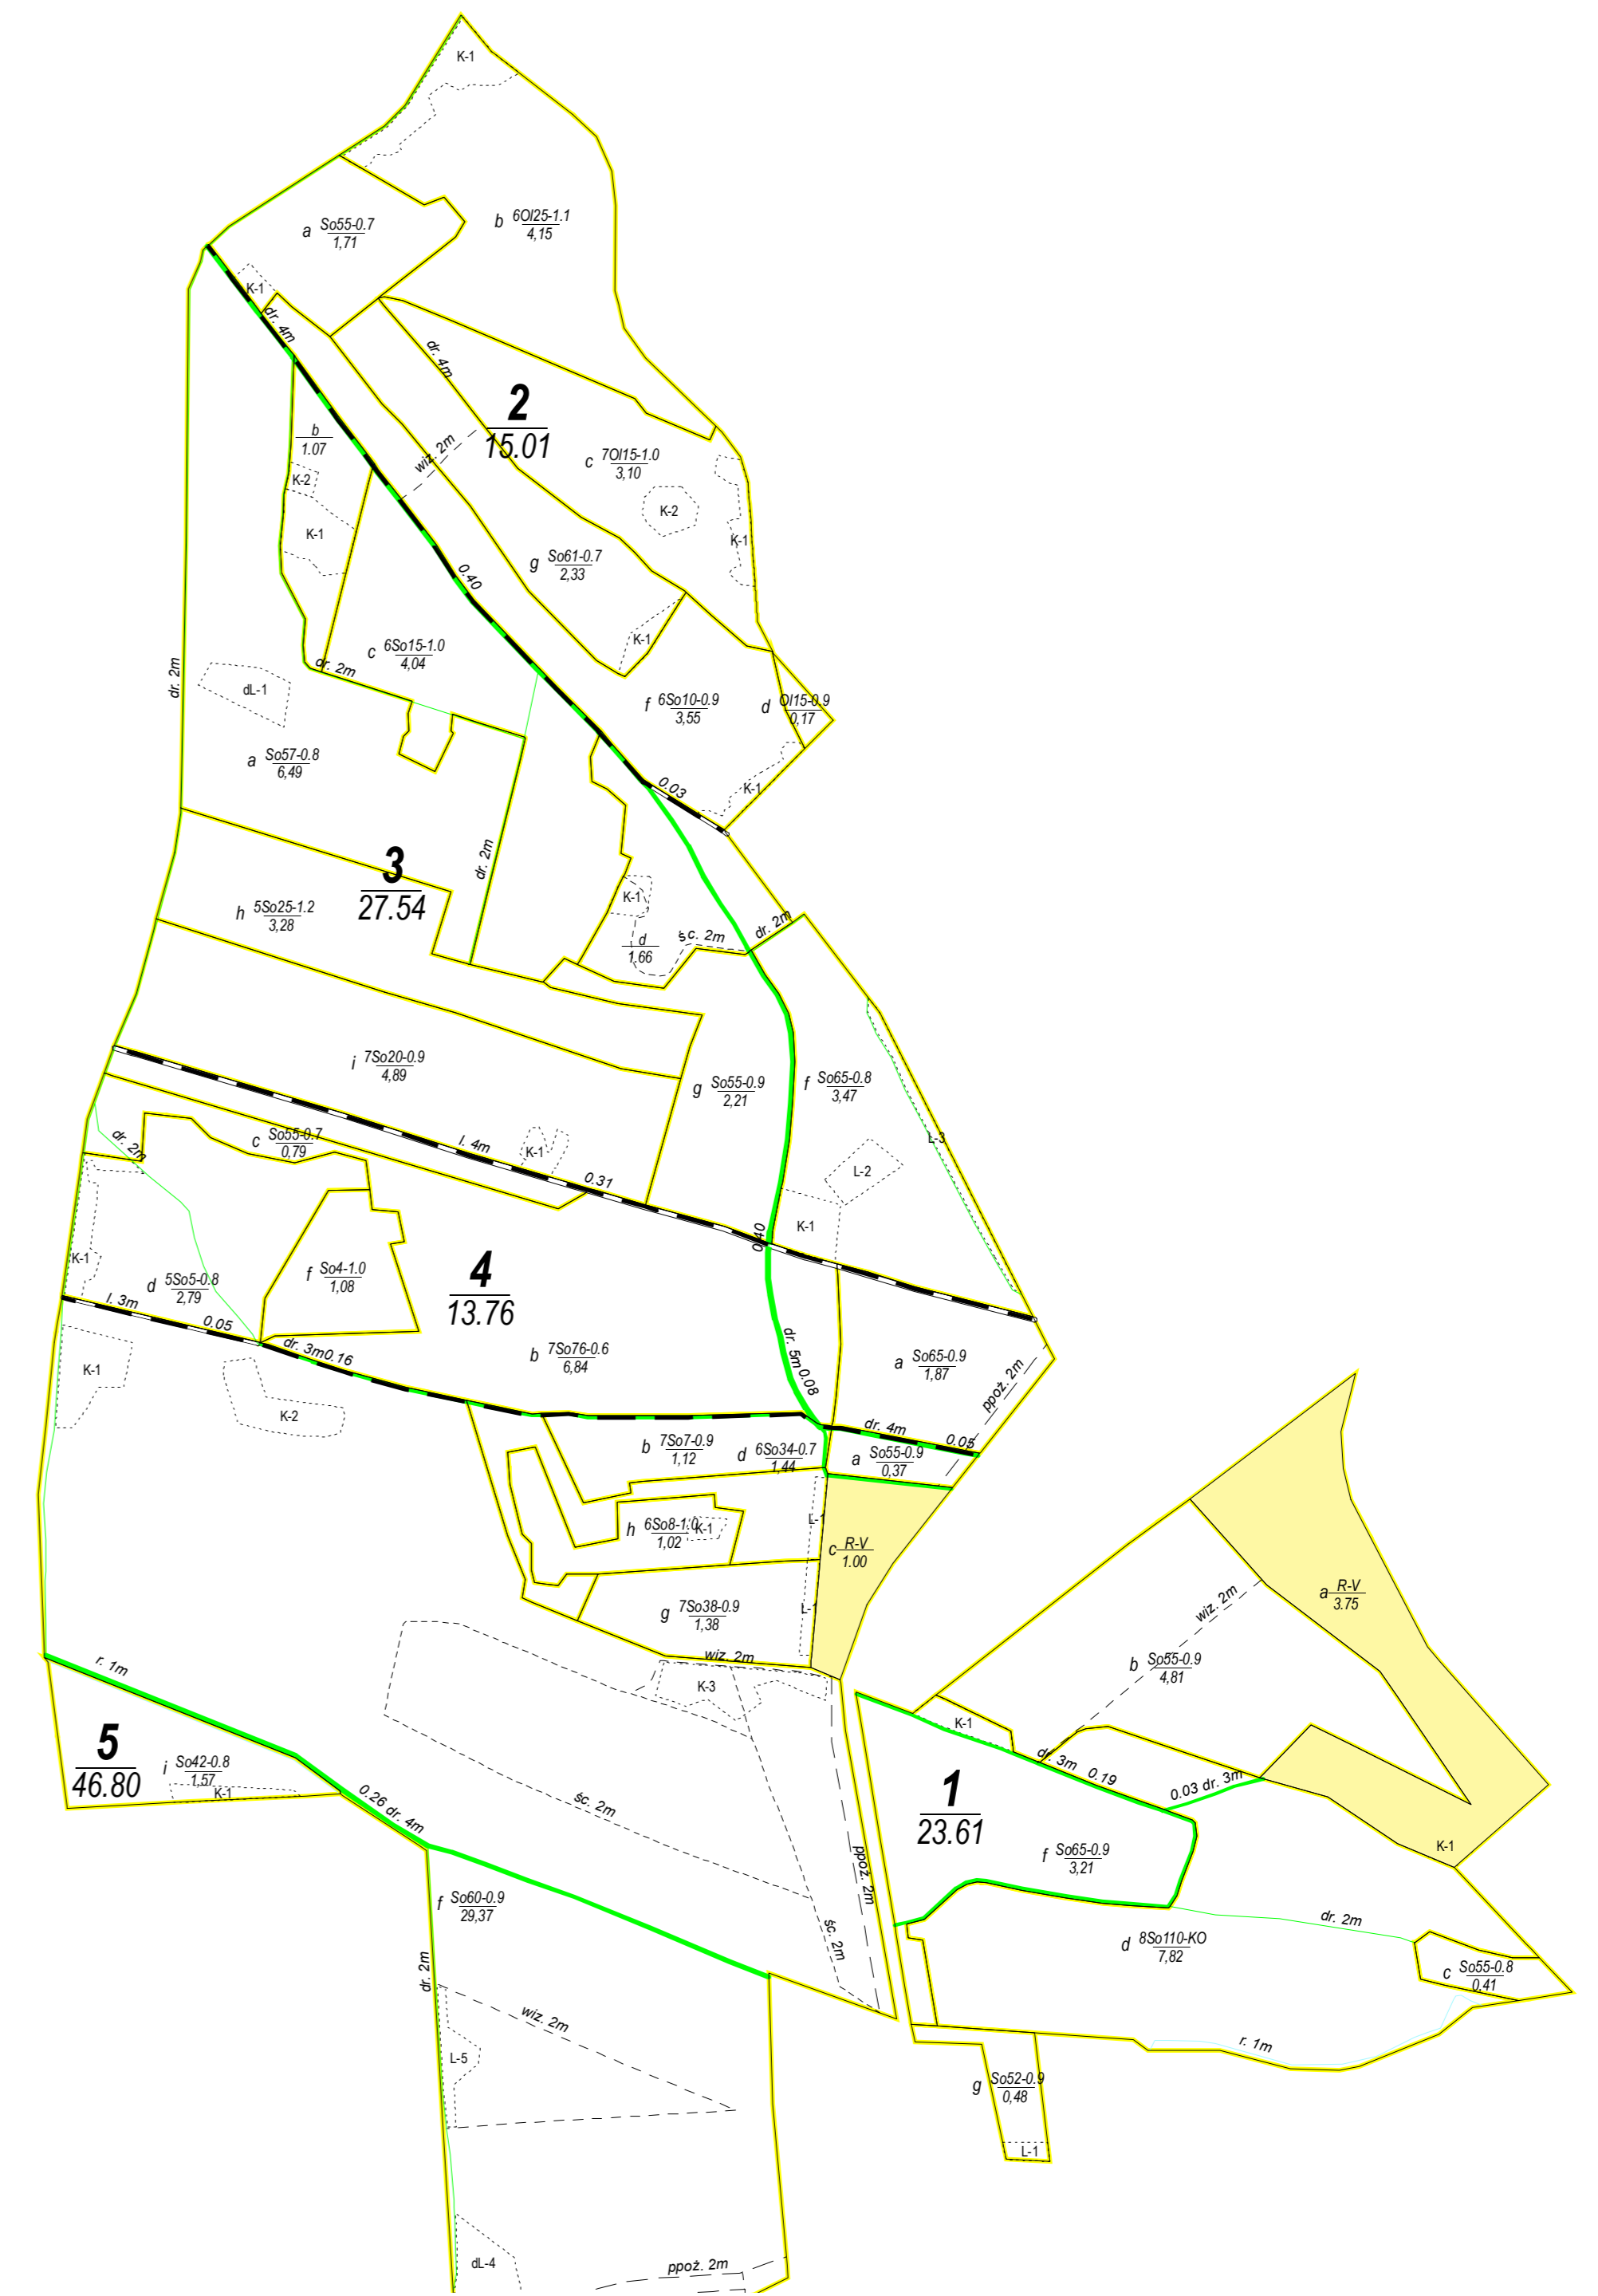 K-1
a So55-0.7
1,71
b 6Ol25-1.1
4,15
K-1
dr. 4m
dr. 4m
2
15.01
b
1.07
wiz. 2m
c 7Ol15-1.0
3,10
K-2
K-2
K-1
K-1
g So61-0.7
2,33
0.40
K-1
c 6So15-1.0
4,04
dr. 2m
dr. 2m
dL-1
f 6So10-0.9
3,55
d Ol15-0.9
0,17
a So57-0.8
6,49
0.03
K-1
3
27.54
dr. 2m
K-1
h 5So25-1.2
3,28
d
1.66
śc. 2m
dr. 2m
i 7So20-0.9
4,89
g So55-0.9
2,21
f So65-0.8
3,47
L-3
dr. 2m
c So55-0.7
0,79
l. 4m
K-1
0.31
L-2
K-1
0.40
K-1
d 5So5-0.8
2,79
f So4-1.0
1,08
4
13.76
l. 3m
0.05
dr. 3m 0.16
b 7So76-0.6
6,84
dr. 5m 0.08
a So65-0.9
1,87
ppoż. 2m
K-1
K-2
dr. 4m
0.05
b 7So7-0.9
1,12
d 6So34-0.7
1,44
a So55-0.9
0,37
h 6So8-1.0
1,02
K-1
L-1
c R-V
1.00
g 7So38-0.9
1,38
L-1
wiz. 2m
a R-V
3.75
wiz. 2m
b So55-0.9
4,81
r. 1m
K-3
K-1
5
46.80
i So42-0.8
1,57
K-1
0.26 dr. 4m
śc. 2m
dr. 3m 0.19
0.03 dr. 3m
1
23.61
K-1
f So65-0.9
3,21
ppoż. 2m
f So60-0.9
29,37
śc. 2m
dr. 2m
d 8So110-KO
7,82
dr. 2m
c So55-0.8
0,41
wiz. 2m
r. 1m
L-5
g So52-0.9
0,48
L-1
dL-4
ppoż. 2m